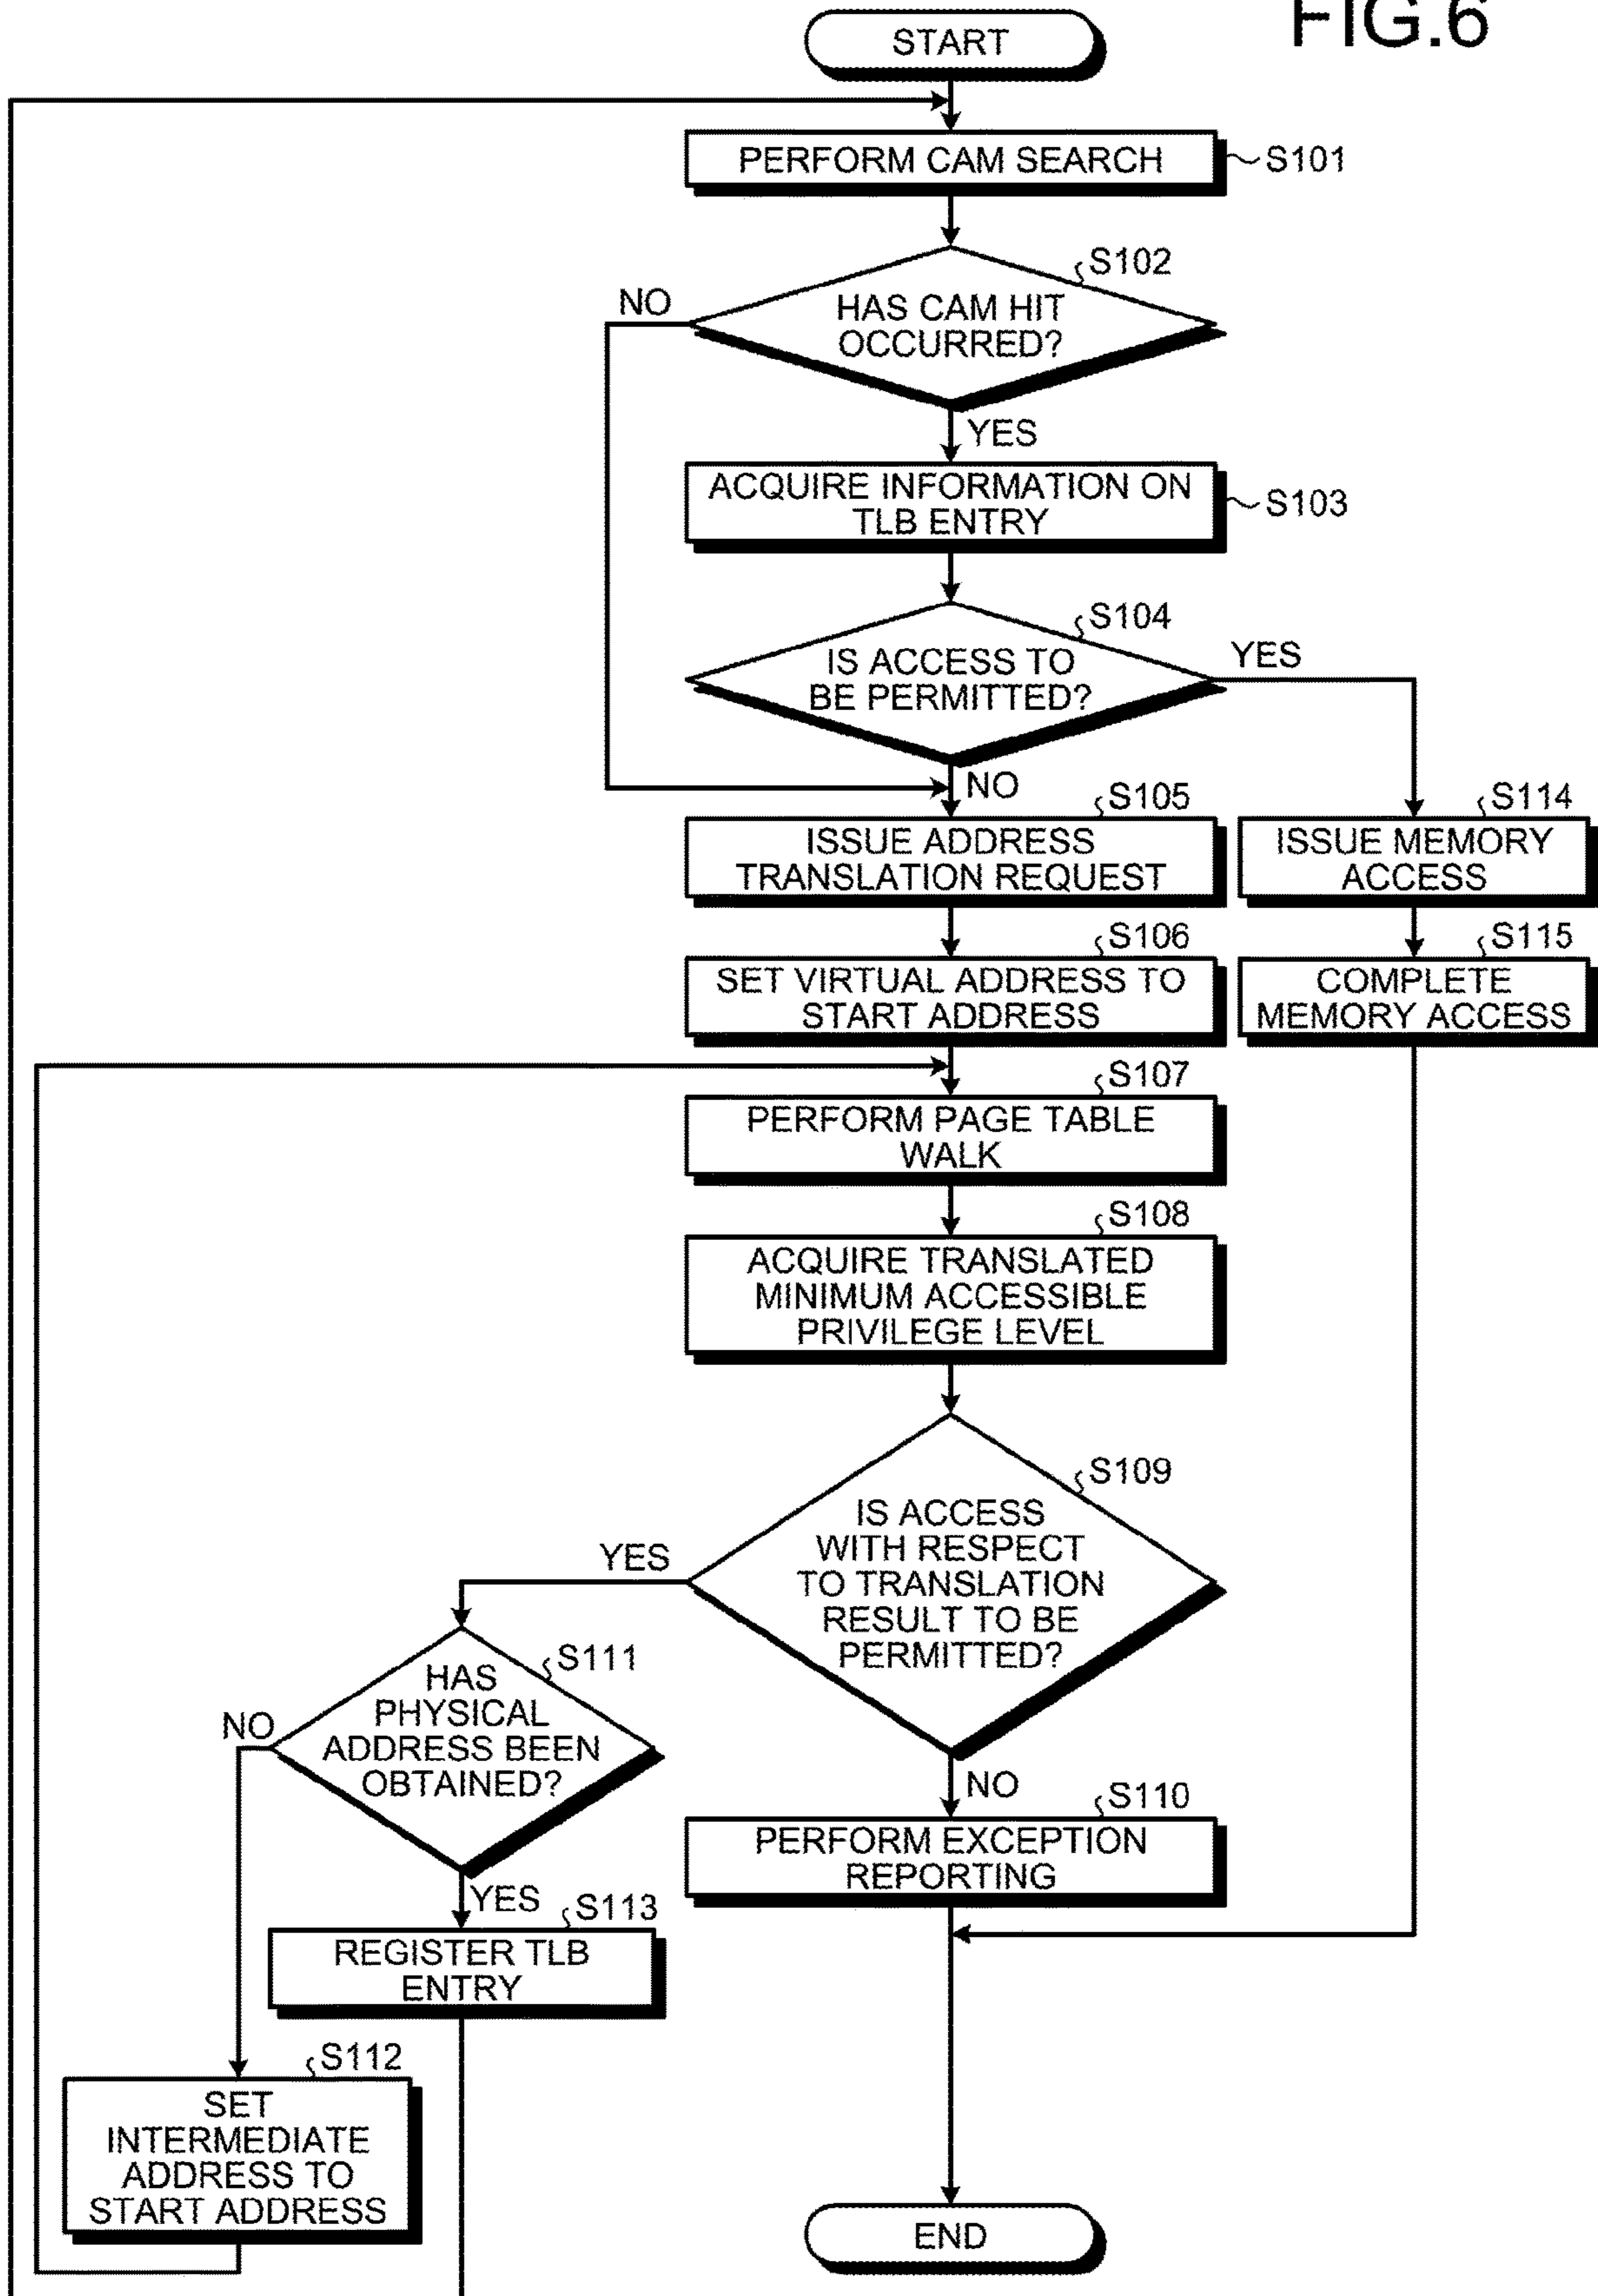 FIG.6
START
PERFORM CAM SEARCH
S101
S102
NO
HAS CAM HIT
OCCURRED?
YES
ACQUIRE INFORMATION ON
TLB ENTRY
S103
S104
IS ACCESS TO
BE PERMITTED?
YES
NO
S105
ISSUE ADDRESS
TRANSLATION REQUEST
S114
ISSUE MEMORY
ACCESS
S106
SET VIRTUAL ADDRESS TO
START ADDRESS
S115
COMPLETE
MEMORY ACCESS
S107
PERFORM PAGE TABLE
WALK
S108
ACQUIRE TRANSLATED
MINIMUM ACCESSIBLE
PRIVILEGE LEVEL
S109
IS ACCESS
WITH RESPECT
TO TRANSLATION
RESULT TO BE
PERMITTED?
YES
NO
S111
HAS
PHYSICAL
ADDRESS BEEN
OBTAINED?
NO
YES
S110
PERFORM EXCEPTION
REPORTING
S113
REGISTER TLB
ENTRY
S112
SET
INTERMEDIATE
ADDRESS TO
START ADDRESS
END